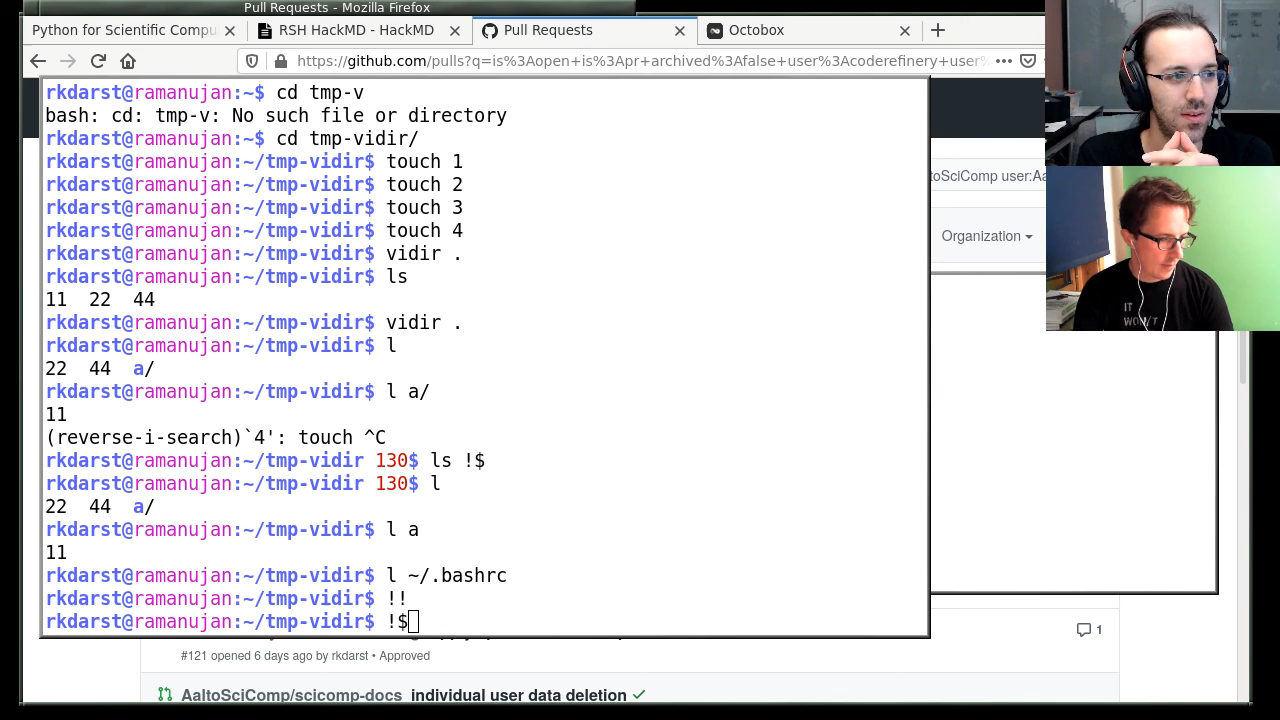 Pull Requests - Mozilla Firefox
Python for Scientific Compu
RSH HackMD - HackMD
Pull Requests
Octobox
https://github.com/pulls?q=is%3Aopen+is%3Apr+archived%3Afalse+user%3Acoderefinery+user%
rkdarst@ramanujan:~$ cd tmp-v
bash: cd: tmp-v: No such file or directory
rkdarst@ramanujan:~$ cd tmp-vidir/
rkdarst@ramanujan:~/tmp-vidir$ touch 1
rkdarst@ramanujan:~/tmp-vidir$ touch 2
rkdarst@ramanujan:~/tmp-vidir$ touch 3
rkdarst@ramanujan:~/tmp-vidir$ touch 4
rkdarst@ramanujan:~/tmp-vidir$ vidir .
rkdarst@ramanujan:~/tmp-vidir$ ls
11 22 44
rkdarst@ramanujan:~/tmp-vidir$ vidir .
rkdarst@ramanujan:~/tmp-vidir$ l
22 44 a/
rkdarst@ramanujan:~/tmp-vidir$ l a/
11
(reverse-i-search)`4': touch ^C
rkdarst@ramanujan:~/tmp-vidir 130$ ls !$
rkdarst@ramanujan:~/tmp-vidir 130$ l
22 44 a/
rkdarst@ramanujan:~/tmp-vidir$ l a
11
rkdarst@ramanujan:~/tmp-vidir$ l ~/.bashrc
rkdarst@ramanujan:~/tmp-vidir$ !!
rkdarst@ramanujan:~/tmp-vidir$ !$
toSciComp user:Aa
Organization
IT
WON'T
1
#121 opened 6 days ago by rkdarst • Approved
AaltoSciComp/scicomp-docs individual user data deletion